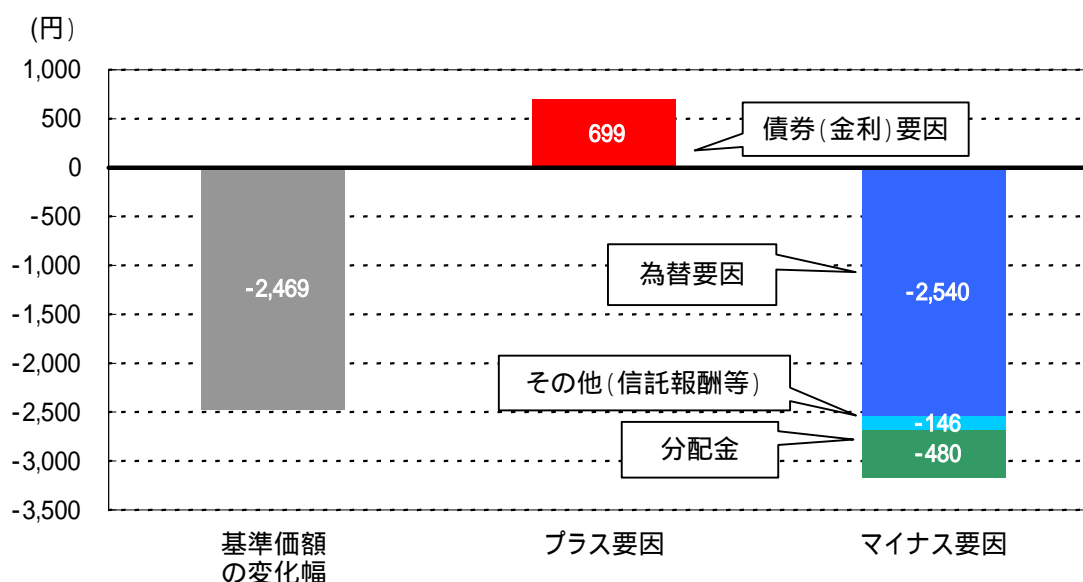 (円)
1,000
500
0
-500
-1,000
-1,500
-2,000
-2,500
-3,000
-3,500
699
債券(金利)要因
-2,469
為替要因
-2,540
その他(信託報酬等)
-146
分配金
-480
基準価額
の変化幅
プラス要因
マイナス要因